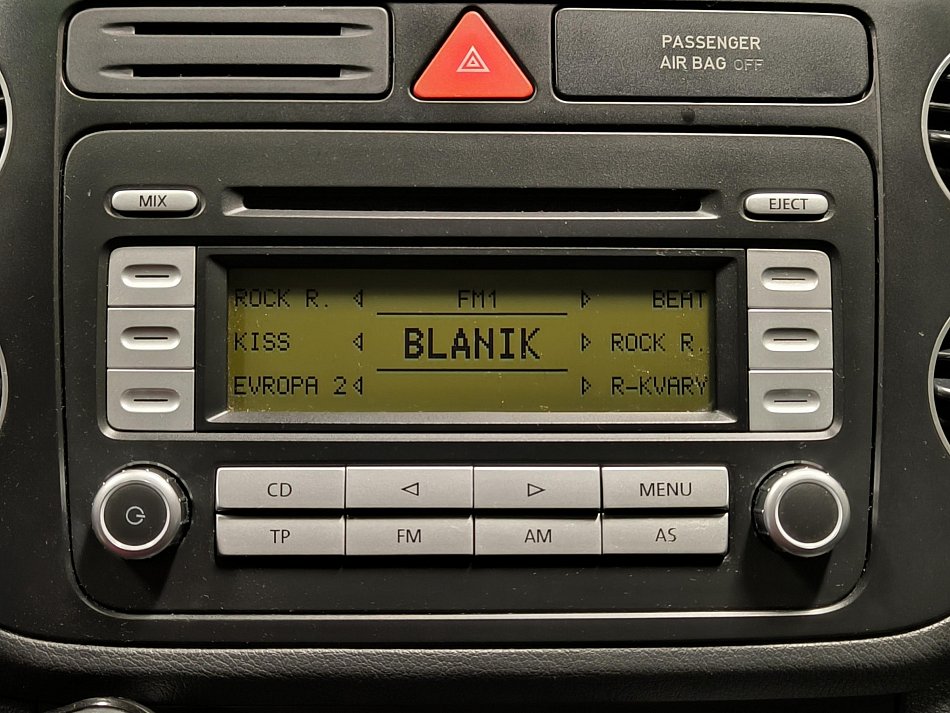 PASSENGER
AIR BAG OFF
MIX
EJECT
ROCK R. FM1 BEAT
KISS BLANIK ROCK R.
EVROPA 2 R-KVARY
CD MENU
TP FM AM AS